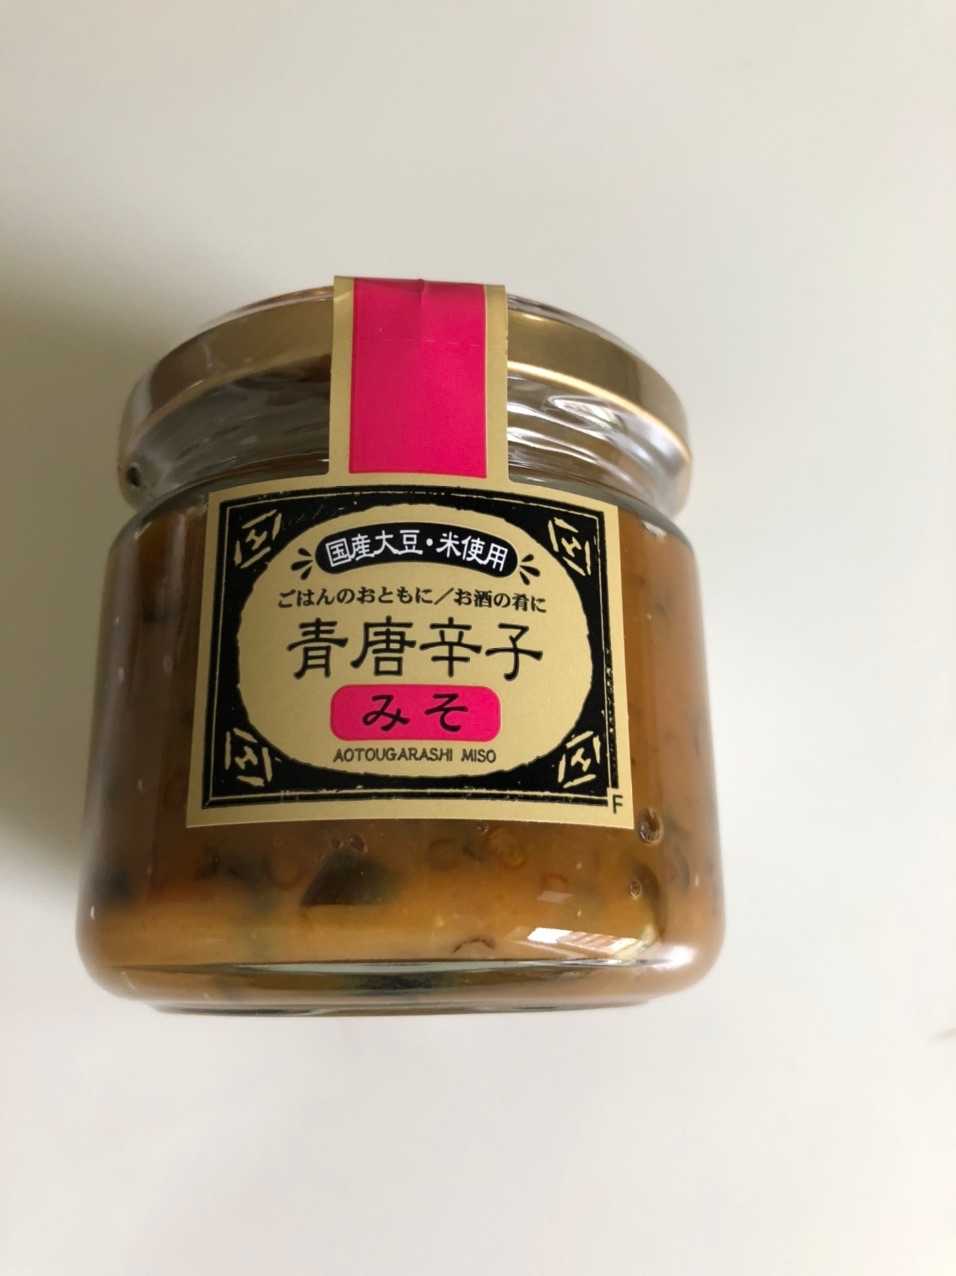 国産大豆・米使用
ごはんのおともに／お酒の肴に
青唐辛子
みそ
AOTOUGARASHI MISO
F